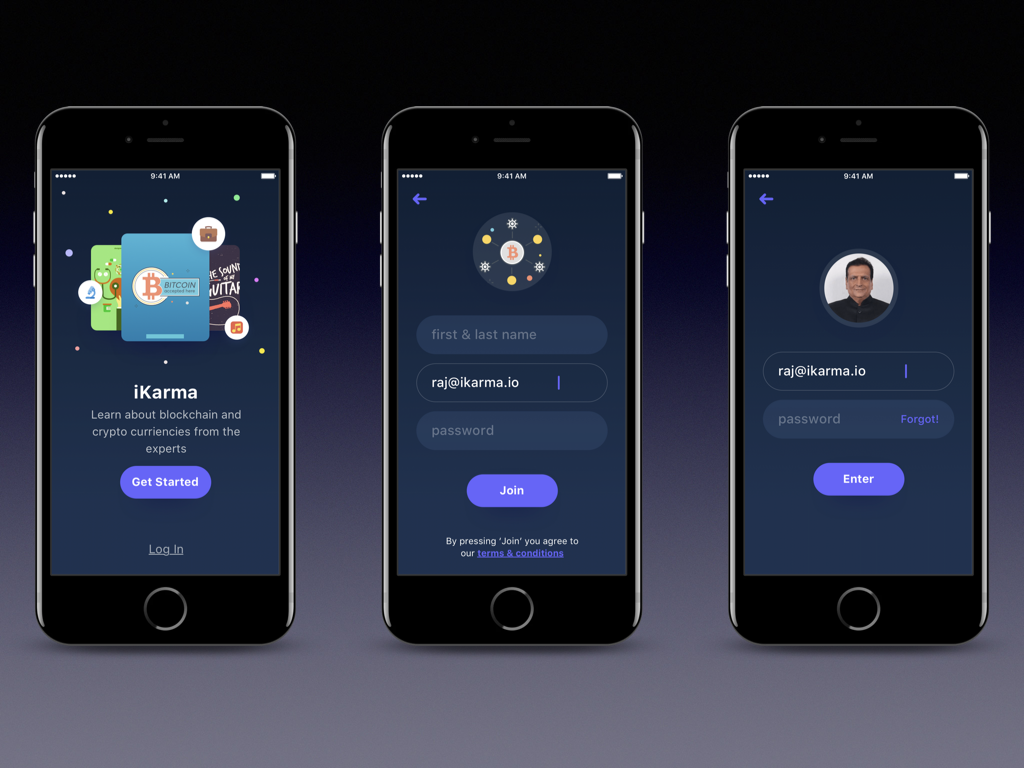 9:41 AM
BITCOIN
accepted here
THE SOUND
OF MY
GUITAR
iKarma
Learn about blockchain and
crypto curriencies from the
experts
Get Started
Log In
9:41 AM
first & last name
raj@ikarma.io
password
Join
By pressing ‘Join’ you agree to
our terms & conditions
9:41 AM
raj@ikarma.io
password Forgot!
Enter